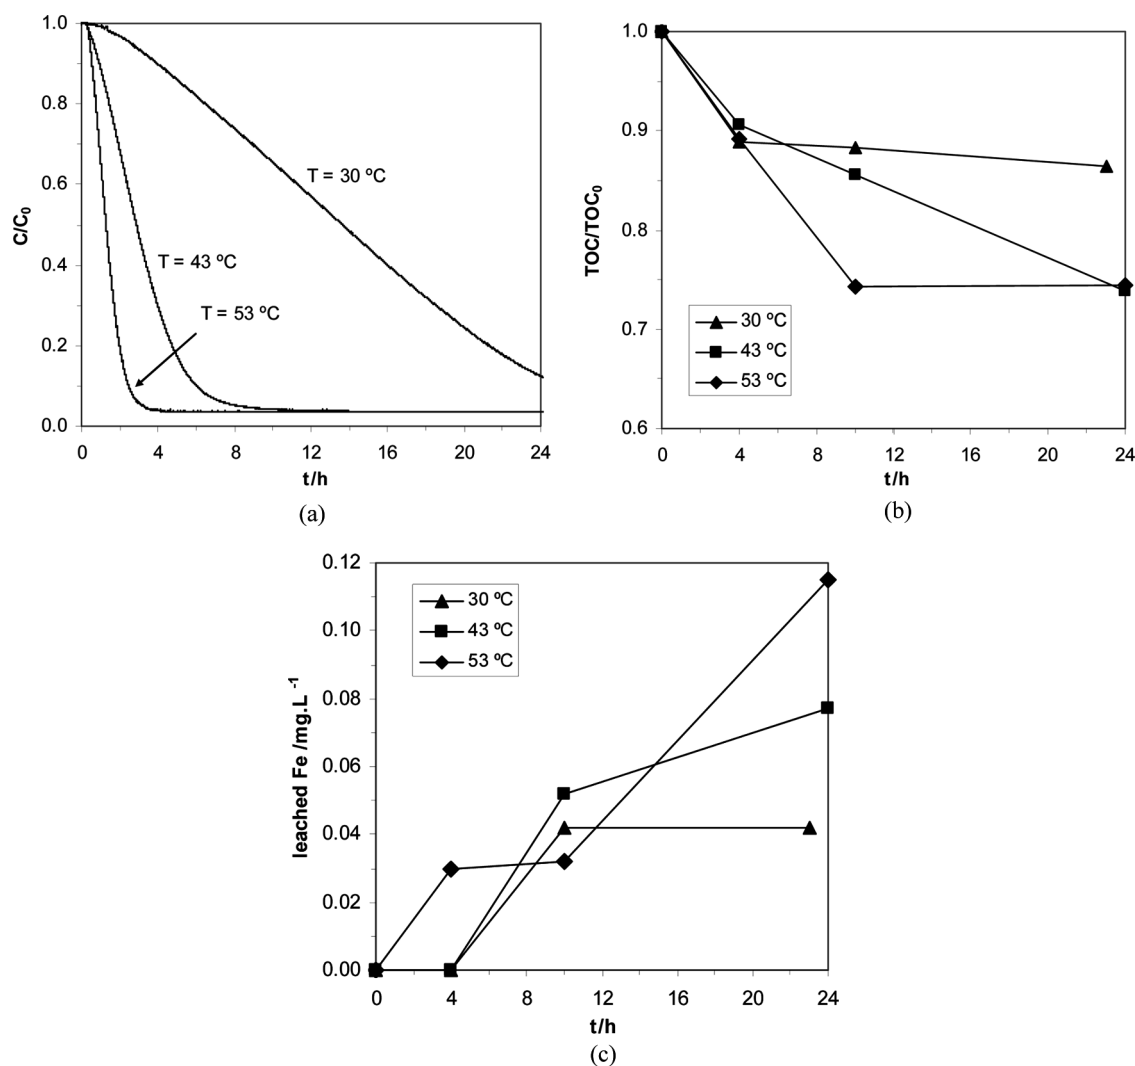 1.0
0.8
0.6
0.4
0.2
0.0
C/C0
T = 30 ºC
T = 43 ºC
T = 53 ºC
0 4 8 12 16 20 24
t/h
(a)
1.0
0.9
0.8
0.7
0.6
TOC/TOC0
30 ºC
43 ºC
53 ºC
0 4 8 12 16 20 24
t/h
(b)
0.12
0.10
0.08
0.06
0.04
0.02
0.00
leached Fe /mg.L -1
30 ºC
43 ºC
53 ºC
0 4 8 12 16 20 24
t/h
(c)